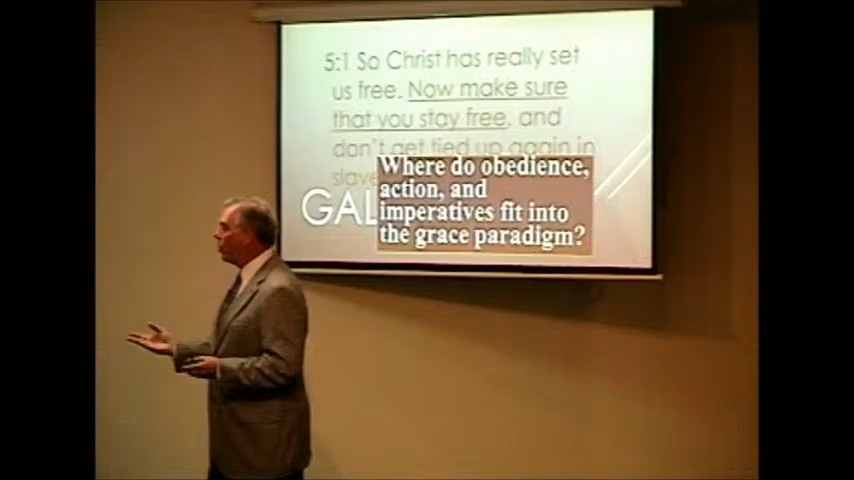 5:1 So Christ has really set
us free. Now make sure
that you stay free, and
don't get tied up again in
slave
GAL
Where do obedience,
action, and
imperatives fit into
the grace paradigm?